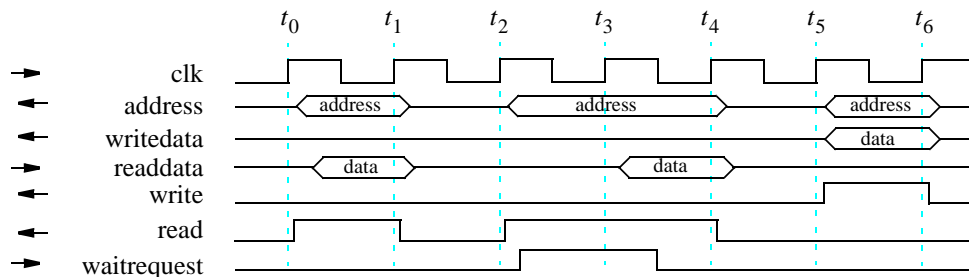 t0 t1 t2 t3 t4 t5 t6
clk
address address address address
writedata data
readdata data data
write
read
waitrequest